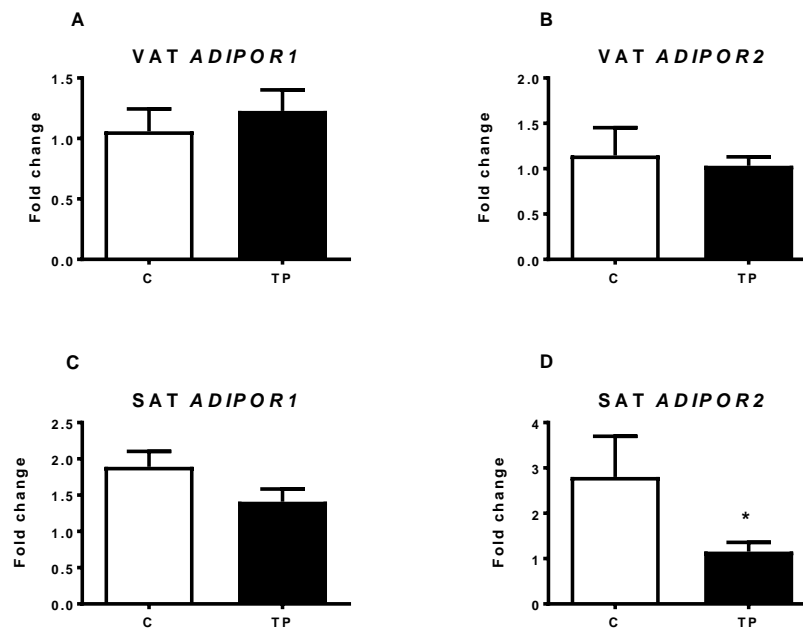 A
VAT ADIPOR1
Fold change
1.5
1.0
0.5
0.0
C TP
B
VAT ADIPOR2
Fold change
2.0
1.5
1.0
0.5
0.0
C TP
C
SAT ADIPOR1
Fold change
2.5
2.0
1.5
1.0
0.5
0.0
C TP
D
SAT ADIPOR2
Fold change
4
3
2
1
0
*
C TP